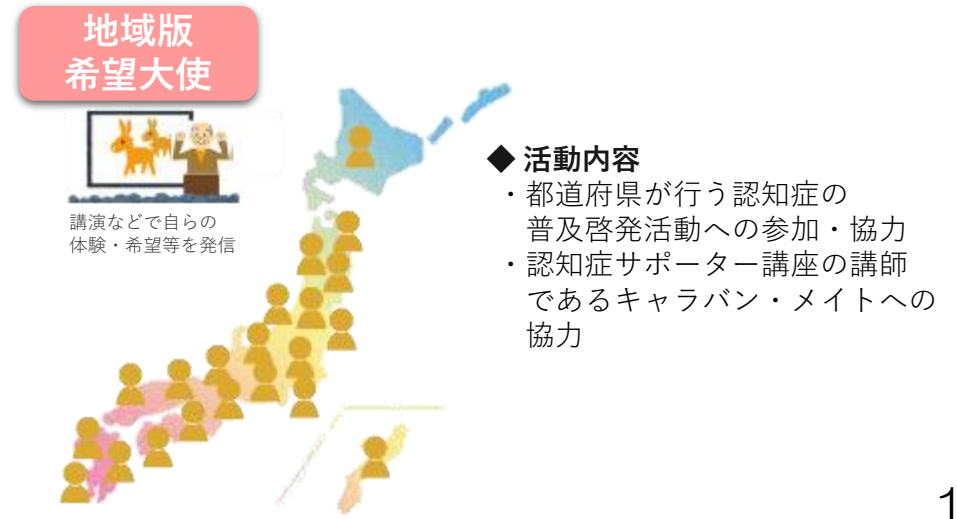 地域版
希望大使
講演などで自らの
体験・希望等を発信
◆ 活動内容
・都道府県が行う認知症の
普及啓発活動への参加・協力
・認知症サポーター講座の講師
であるキャラバン・メイトへの
協力
1